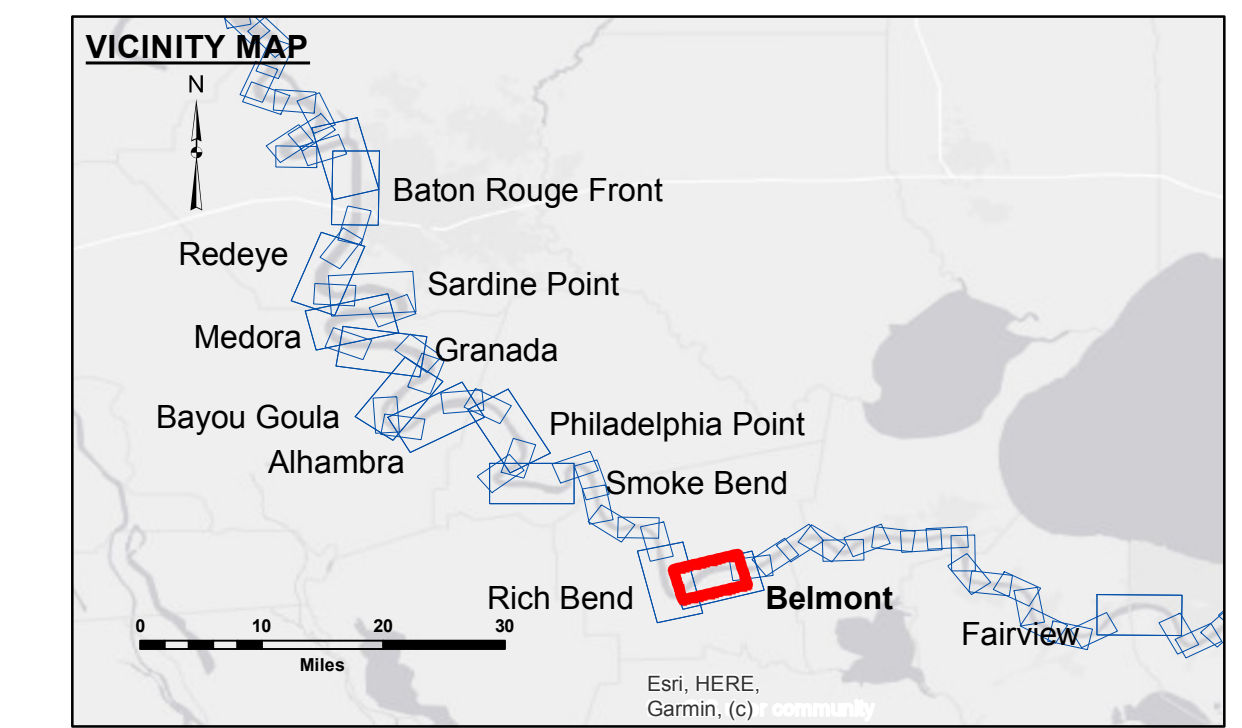 VICINITY MAP
N
Baton Rouge Front
Redeye
Sardine Point
Medora
Granada
Bayou Goula
Philadelphia Point
Alhambra
Smoke Bend
Rich Bend
Belmont
Fairview
0 10 20 30
Miles
Esri, HERE,
Garmin, (c) r community